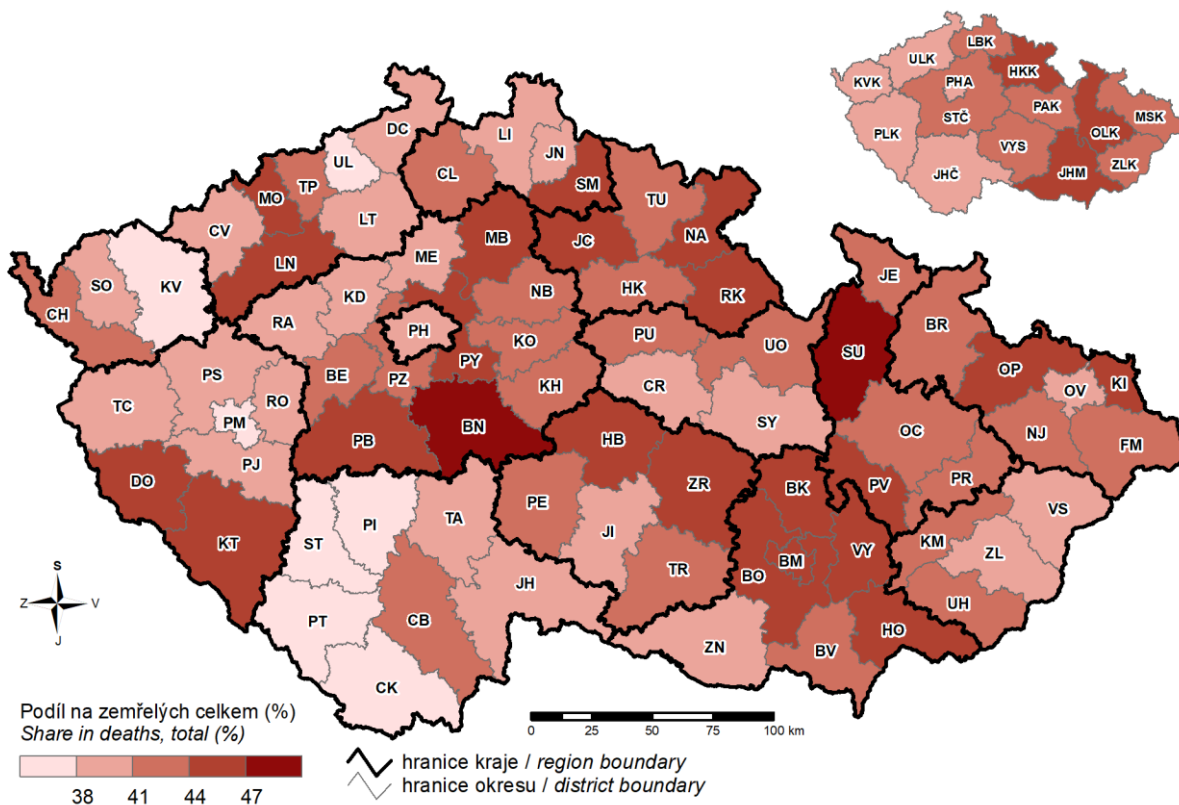 LBK
ULK
HKK
KVK
PHA
PAK
MSK
STČ
OLK
PLK
VYS
ZLK
JHČ
JHM
DC
LI
UL
JN
CL
TP
SM
MO
TU
LT
CV
MB
JC
NA
LN
ME
JE
SO
KV
KD
NB
HK
RK
CH
RA
PH
BR
KO
PU
UO
SU
PY
OP
KI
PS
BE
PZ
OV
RO
KH
CR
TC
PM
BN
SY
OC
NJ
FM
PB
HB
PJ
DO
ZR
BK
PV
PR
VS
PE
TA
PI
KT
ST
JI
KM
VY
ZL
BM
TR
BO
JH
UH
PT
CB
HO
ZN
BV
CK
S
Z V
J
Podíl na zemřelých celkem (%)
Share in deaths, total (%)
38 41 44 47
hranice kraje / region boundary
hranice okresu / district boundary
0 25 50 75 100 km